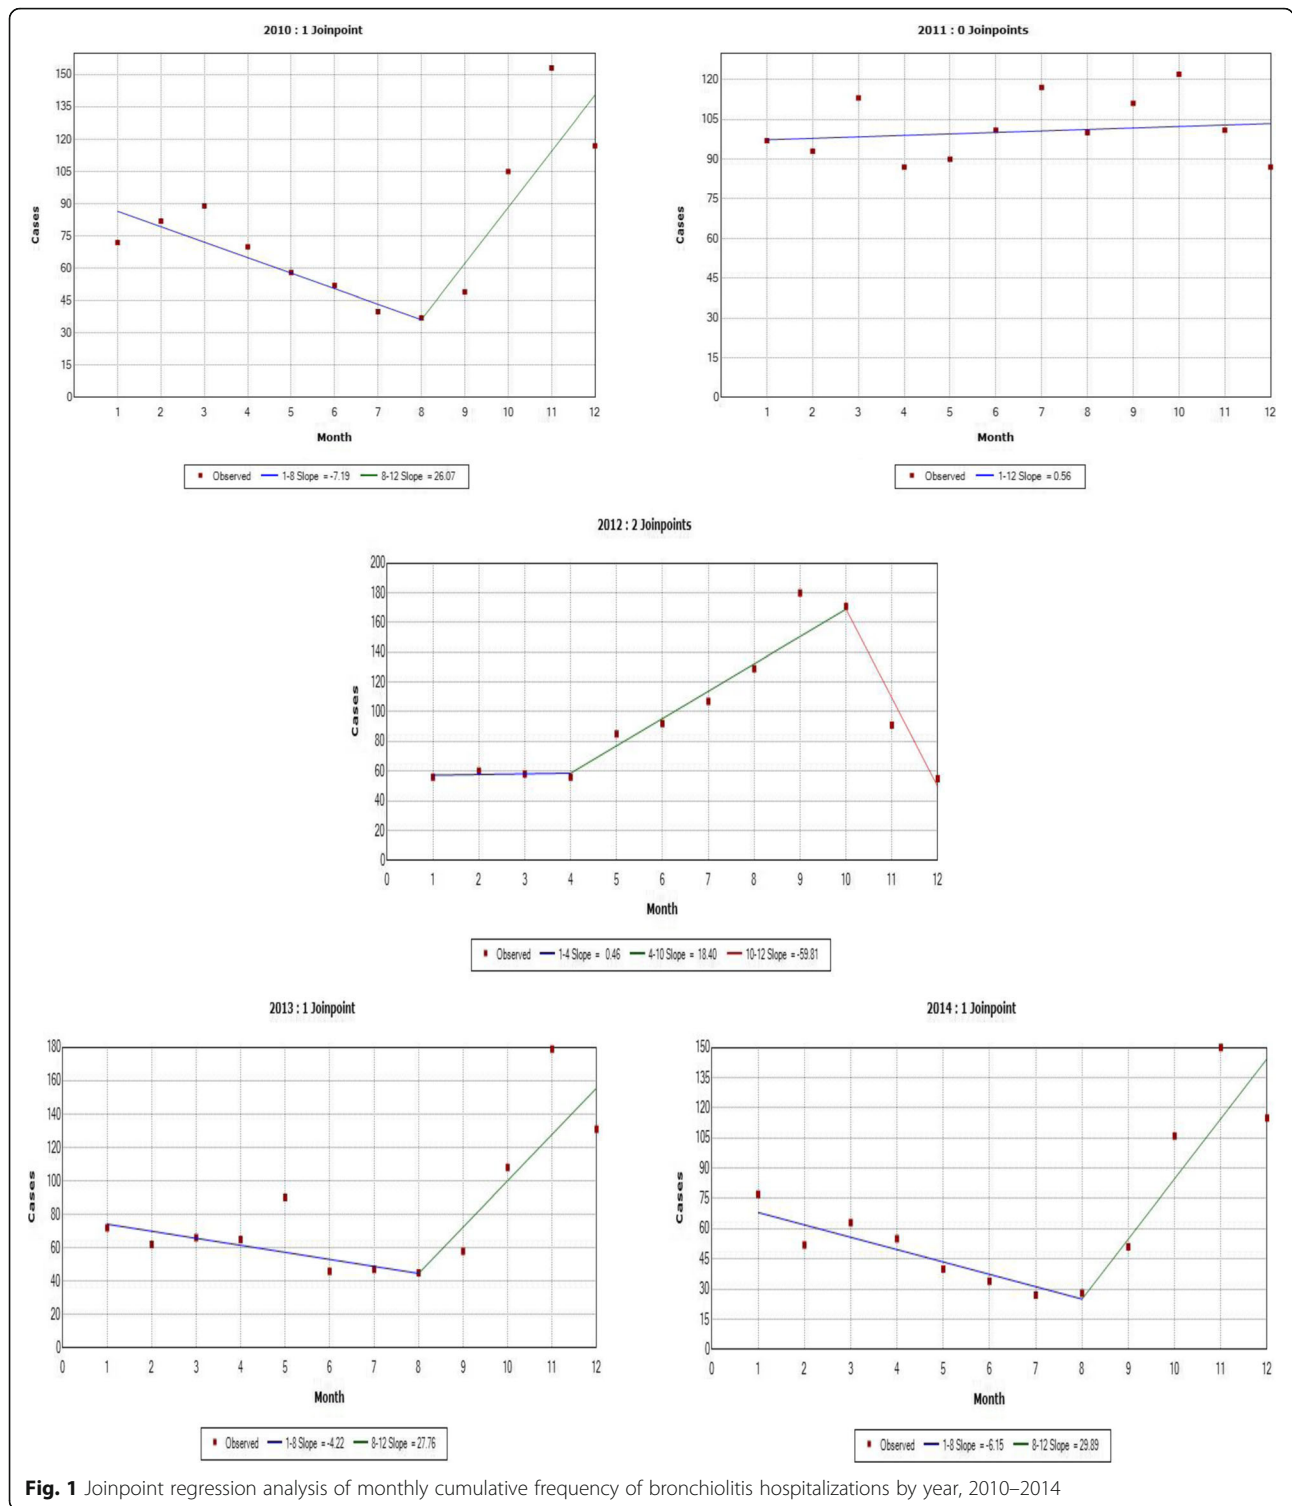 2010 : 1 Joinpoint
150
135
120
105
90
75
60
45
30
15
0
Cases
1 2 3 4 5 6 7 8 9 10 11 12
Month
Observed 1-8 Slope = -7.19 8-12 Slope = 26.07
2011 : 0 Joinpoints
120
105
90
75
60
45
30
15
0
Cases
1 2 3 4 5 6 7 8 9 10 11 12
Month
Observed 1-12 Slope = 0.56
2012 : 2 Joinpoints
200
180
160
140
120
100
80
60
40
20
0
Cases
0 1 2 3 4 5 6 7 8 9 10 11 12
Month
Observed 1-4 Slope = 0.46 4-10 Slope = 18.40 10-12 Slope = -59.81
2013 : 1 Joinpoint
180
160
140
120
100
80
60
40
20
0
Cases
0 1 2 3 4 5 6 7 8 9 10 11 12
Month
Observed 1-8 Slope = -4.22 8-12 Slope = 27.76
2014 : 1 Joinpoint
150
135
120
105
90
75
60
45
30
15
0
Cases
0 1 2 3 4 5 6 7 8 9 10 11 12
Month
Observed 1-8 Slope = -6.15 8-12 Slope = 29.89
Fig. 1 Joinpoint regression analysis of monthly cumulative frequency of bronchiolitis hospitalizations by year, 2010–2014